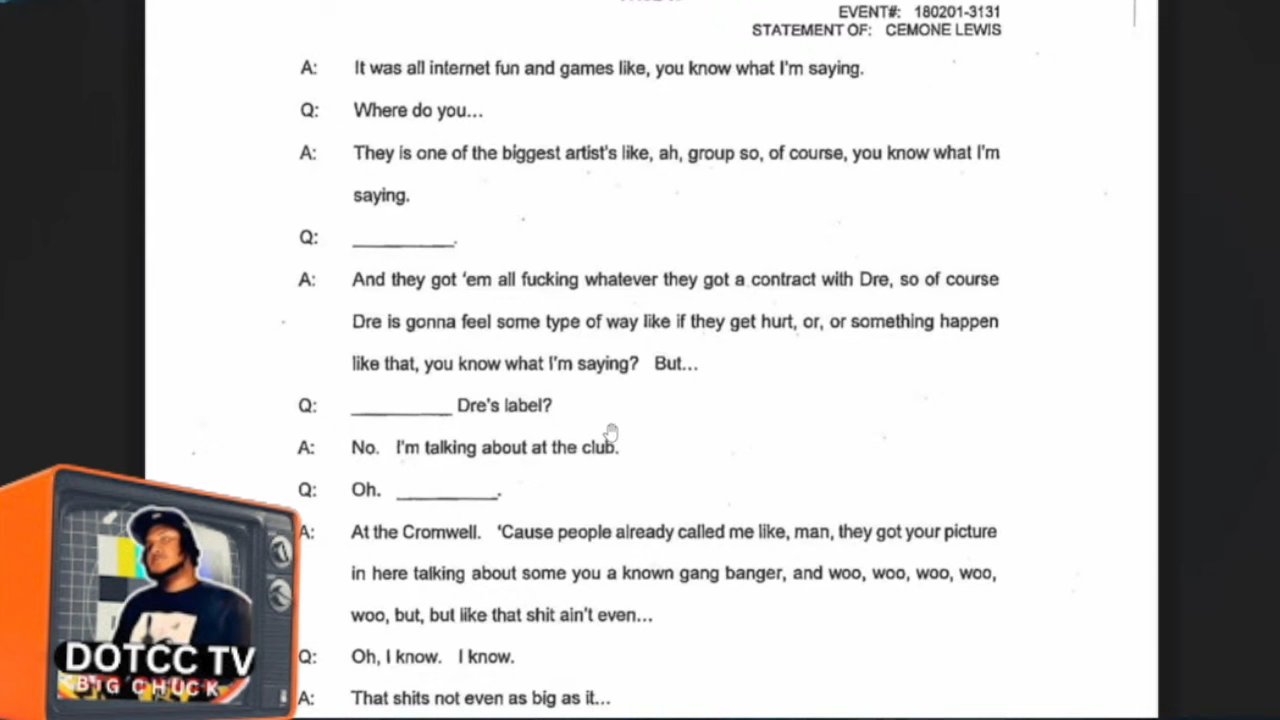 EVENT#: 180201-3131
STATEMENT OF: CEMONE LEWIS
A: It was all internet fun and games like, you know what I'm saying.
Q: Where do you...
A: They is one of the biggest artist's like, ah, group so, of course, you know what I'm
saying.
Q: __________.
A: And they got 'em all fucking whatever they got a contract with Dre, so of course
Dre is gonna feel some type of way like if they get hurt, or, or something happen
like that, you know what I'm saying? But...
Q: __________ Dre's label?
A: No. I'm talking about at the club.
Q: Oh. __________.
A: At the Cromwell. 'Cause people already called me like, man, they got your picture
in here talking about some you a known gang banger, and woo, woo, woo, woo,
woo, but, but like that shit ain't even...
Q: Oh, I know. I know.
A: That shits not even as big as it...
DOTCC TV
BIG CHUCK